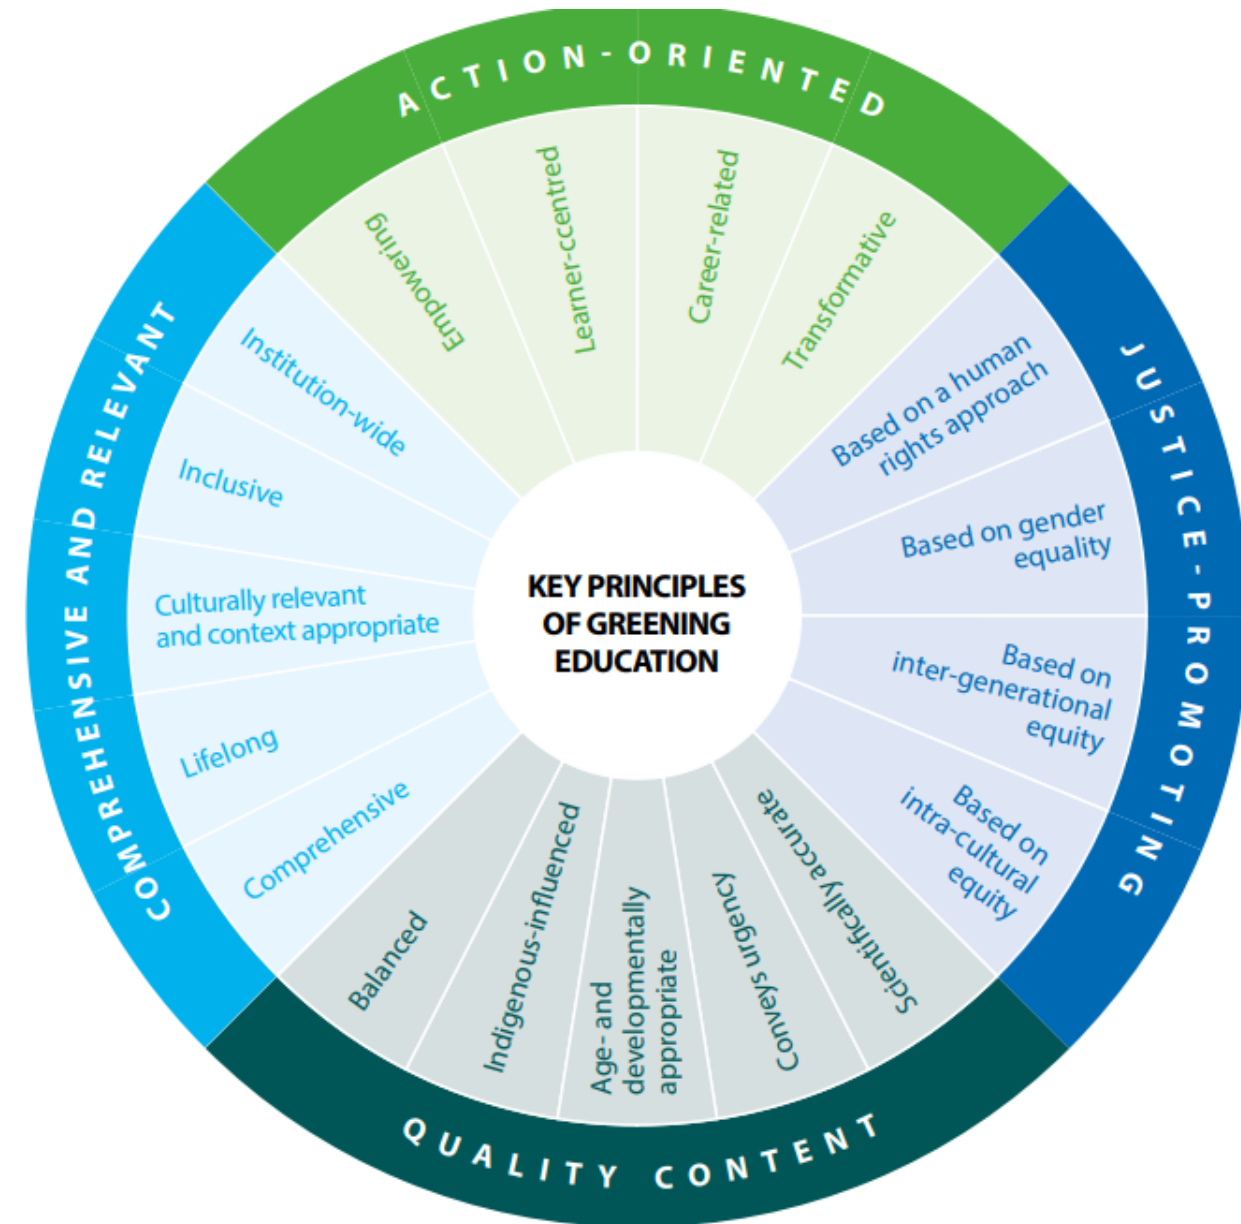 ACTION-ORIENTED
Empowering
Learner-ccentred
Career-related
Transformative
JUSTICE-PROMOTING
Based on a human
rights approach
Based on gender
equality
Based on
inter-generational
equity
Based on
intra-cultural
equity
QUALITY CONTENT
Scientifically accurate
Conveys urgency
Age- and
developmentally
appropriate
Indigenous-influenced
Balanced
COMPREHENSIVE AND RELEVANT
Comprehensive
Lifelong
Culturally relevant
and context appropriate
Inclusive
Institution-wide
KEY PRINCIPLES
OF GREENING
EDUCATION